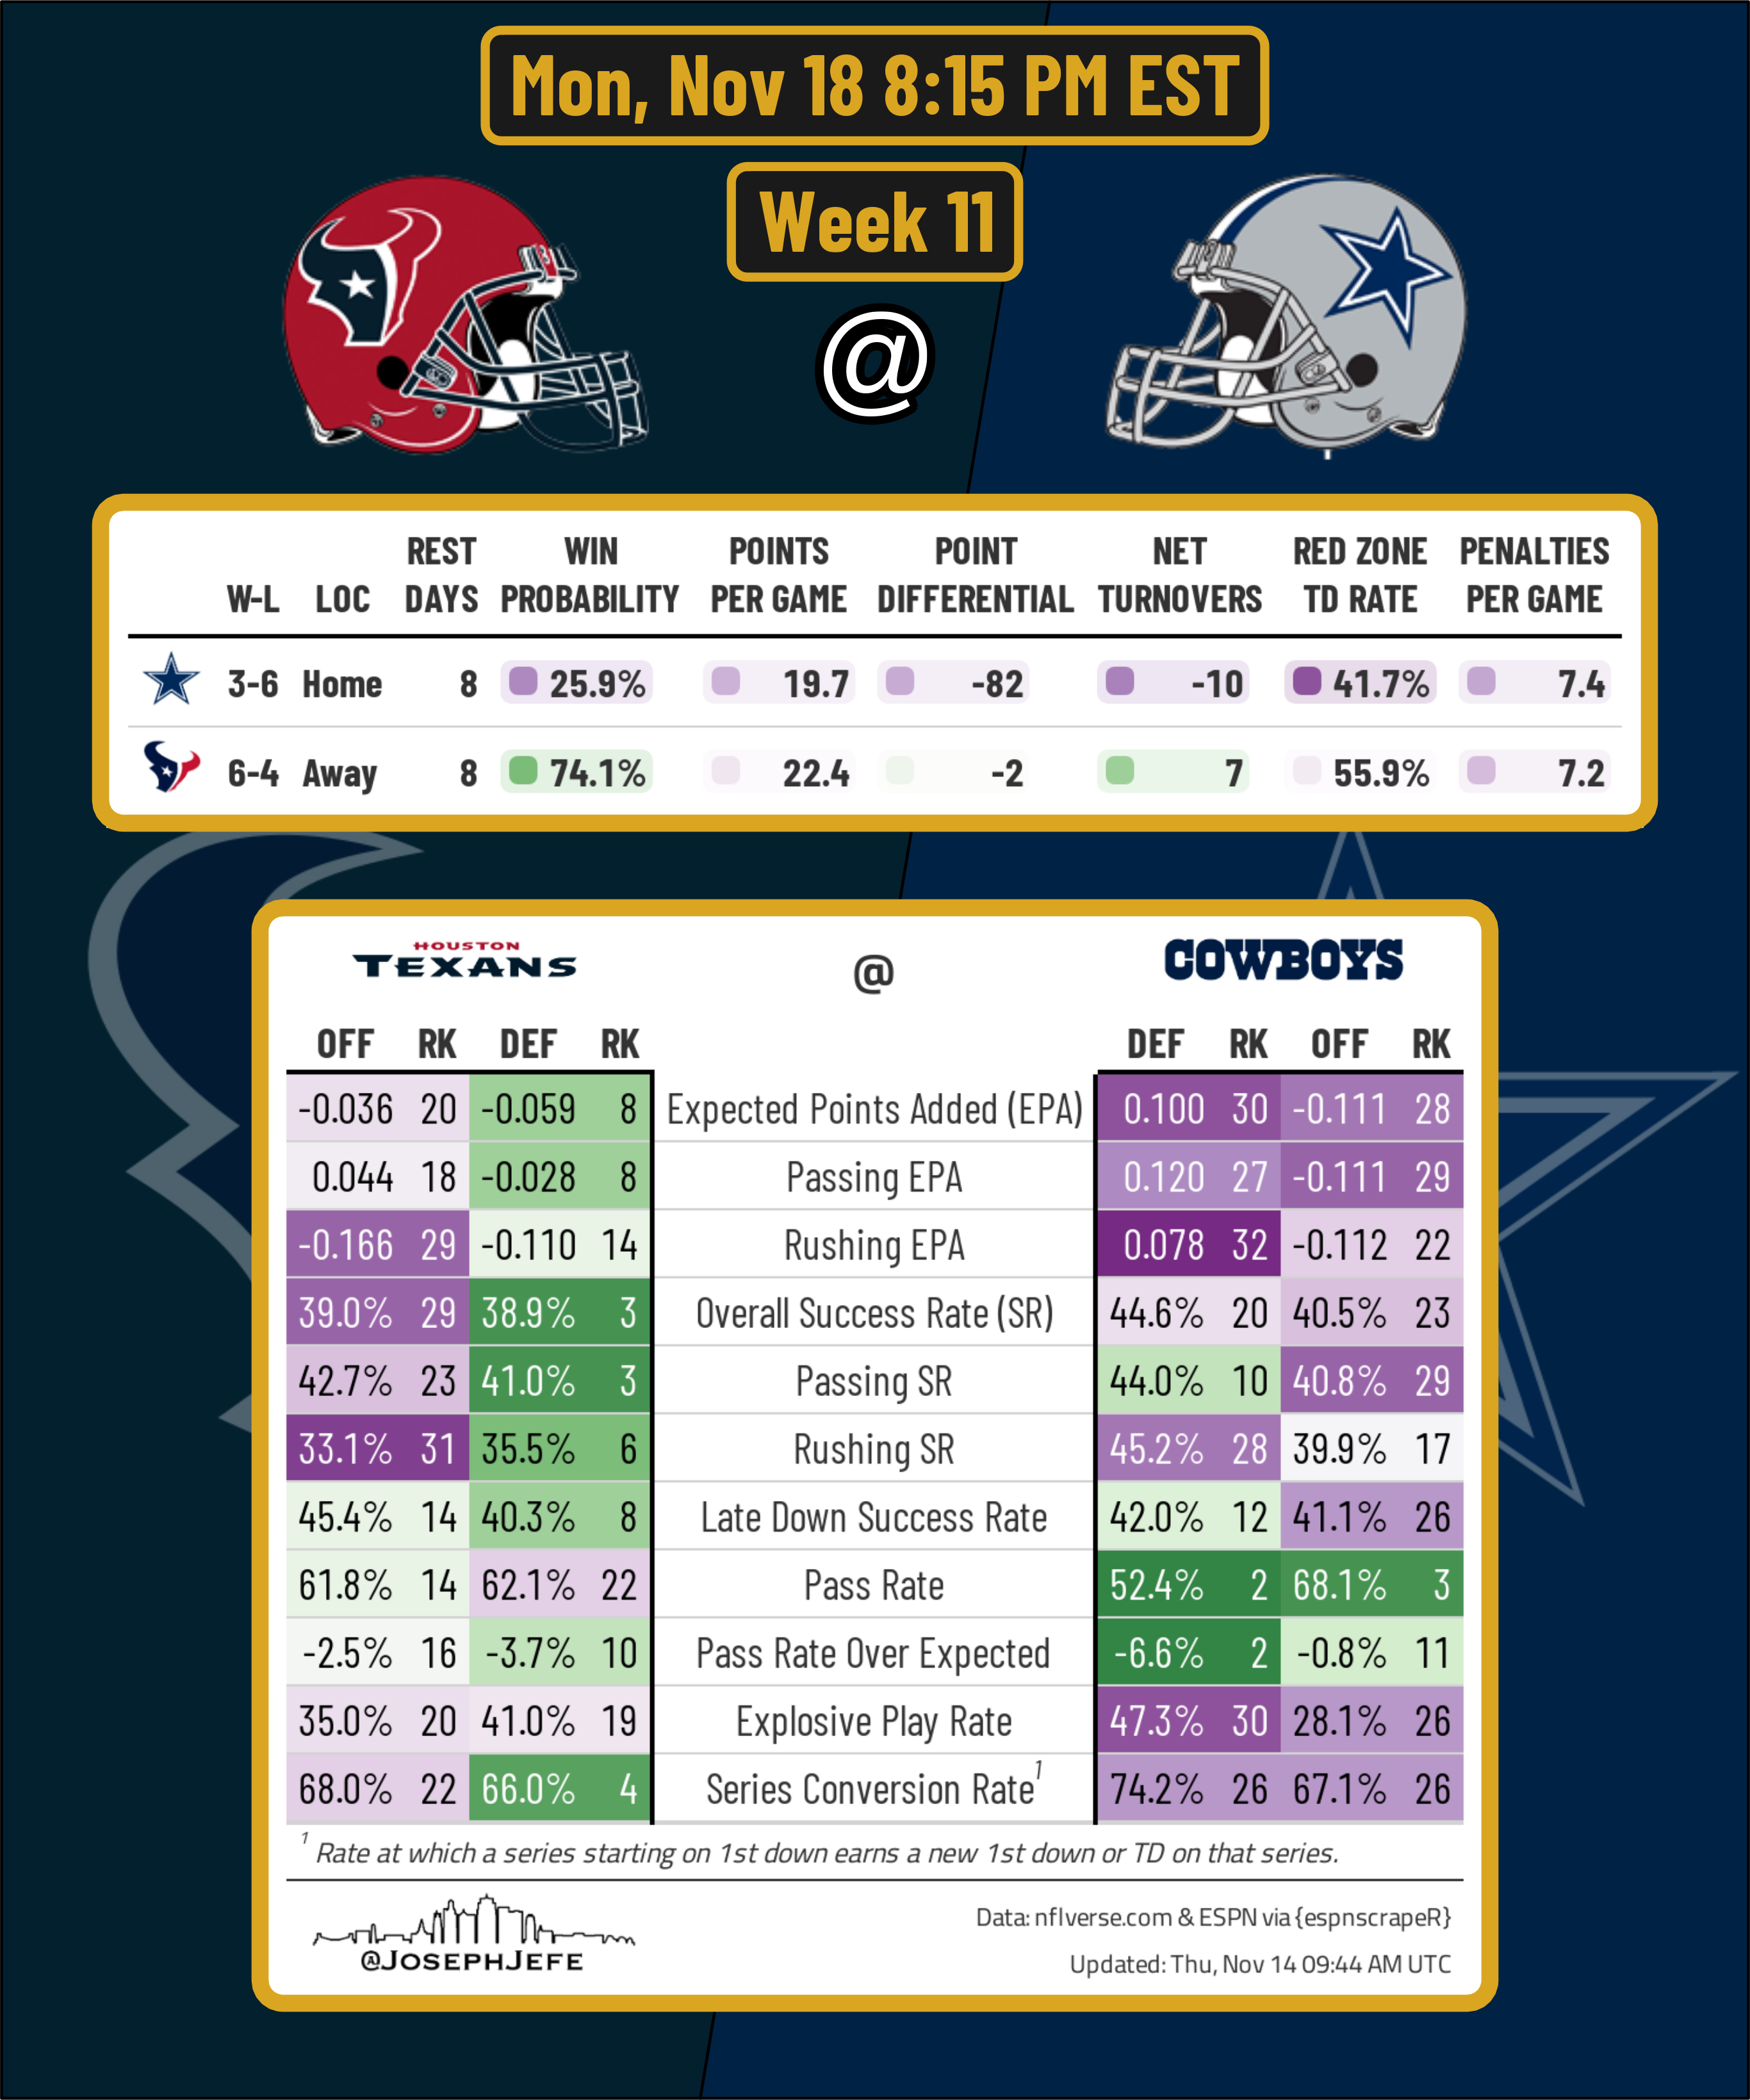 Mon, Nov 18 8:15 PM EST
Week 11
@
W-L LOC REST DAYS WIN PROBABILITY POINTS PER GAME POINT DIFFERENTIAL NET TURNOVERS RED ZONE TD RATE PENALTIES PER GAME
3-6 Home 8 25.9% 19.7 -82 -10 41.7% 7.4
6-4 Away 8 74.1% 22.4 -2 7 55.9% 7.2
HOUSTON
TEXANS @ COWBOYS
OFF RK DEF RK DEF RK OFF RK
-0.036 20 -0.059 8 Expected Points Added (EPA) 0.100 30 -0.111 28
0.044 18 -0.028 8 Passing EPA 0.120 27 -0.111 29
-0.166 29 -0.110 14 Rushing EPA 0.078 32 -0.112 22
39.0% 29 38.9% 3 Overall Success Rate (SR) 44.6% 20 40.5% 23
42.7% 23 41.0% 3 Passing SR 44.0% 10 40.8% 29
33.1% 31 35.5% 6 Rushing SR 45.2% 28 39.9% 17
45.4% 14 40.3% 8 Late Down Success Rate 42.0% 12 41.1% 26
61.8% 14 62.1% 22 Pass Rate 52.4% 2 68.1% 3
-2.5% 16 -3.7% 10 Pass Rate Over Expected -6.6% 2 -0.8% 11
35.0% 20 41.0% 19 Explosive Play Rate 47.3% 30 28.1% 26
68.0% 22 66.0% 4 Series Conversion Rate1 74.2% 26 67.1% 26
1 Rate at which a series starting on 1st down earns a new 1st down or TD on that series.
@JOSEPHJEFE
Data: nflverse.com & ESPN via {espnscrapeR}
Updated: Thu, Nov 14 09:44 AM UTC